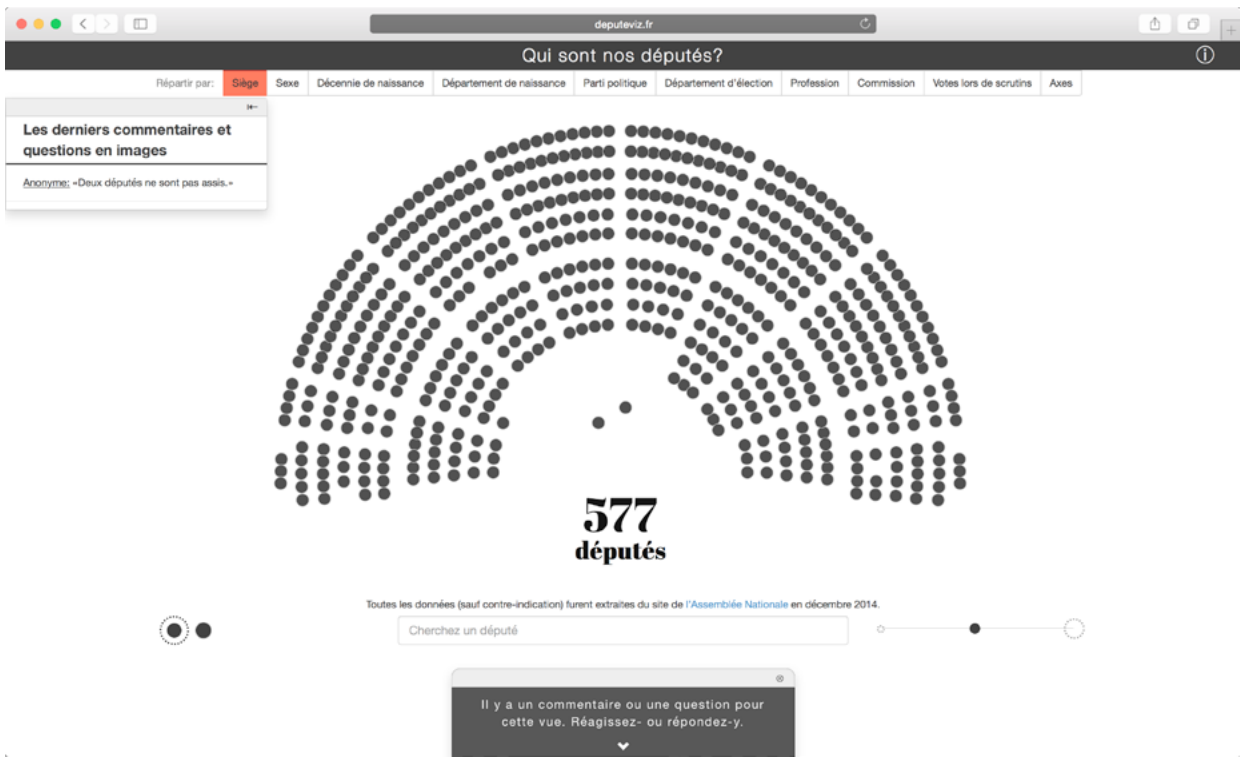 deputeviz.fr
Qui sont nos députés?
Répartir par: Siège Sexe Décennie de naissance Département de naissance Parti politique Département d'élection Profession Commission Votes lors de scrutins Axes
Les derniers commentaires et
questions en images
Anonyme: «Deux députés ne sont pas assis.»
577
députés
Toutes les données (sauf contre-indication) furent extraites du site de l'Assemblée Nationale en décembre 2014.
Cherchez un député
Il y a un commentaire ou une question pour
cette vue. Réagissez- ou répondez-y.